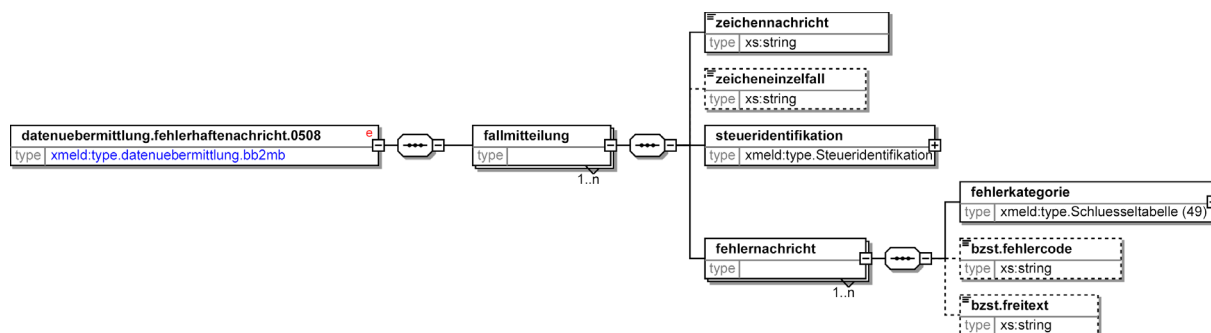 zeichennachricht
type xs:string
zeicheneinzelfall
type xs:string
datenuebermittlung.fehlerhaftenachricht.0508 e
type xmeld:type.datenuebermittlung.bb2mb
fallmitteilung
type
1..n
steueridentifikation
type xmeld:type.Steueridentifikation
fehlernachricht
type
1..n
fehlerkategorie
type xmeld:type.Schluesseltabelle (49)
bzst.fehlercode
type xs:string
bzst.freitext
type xs:string